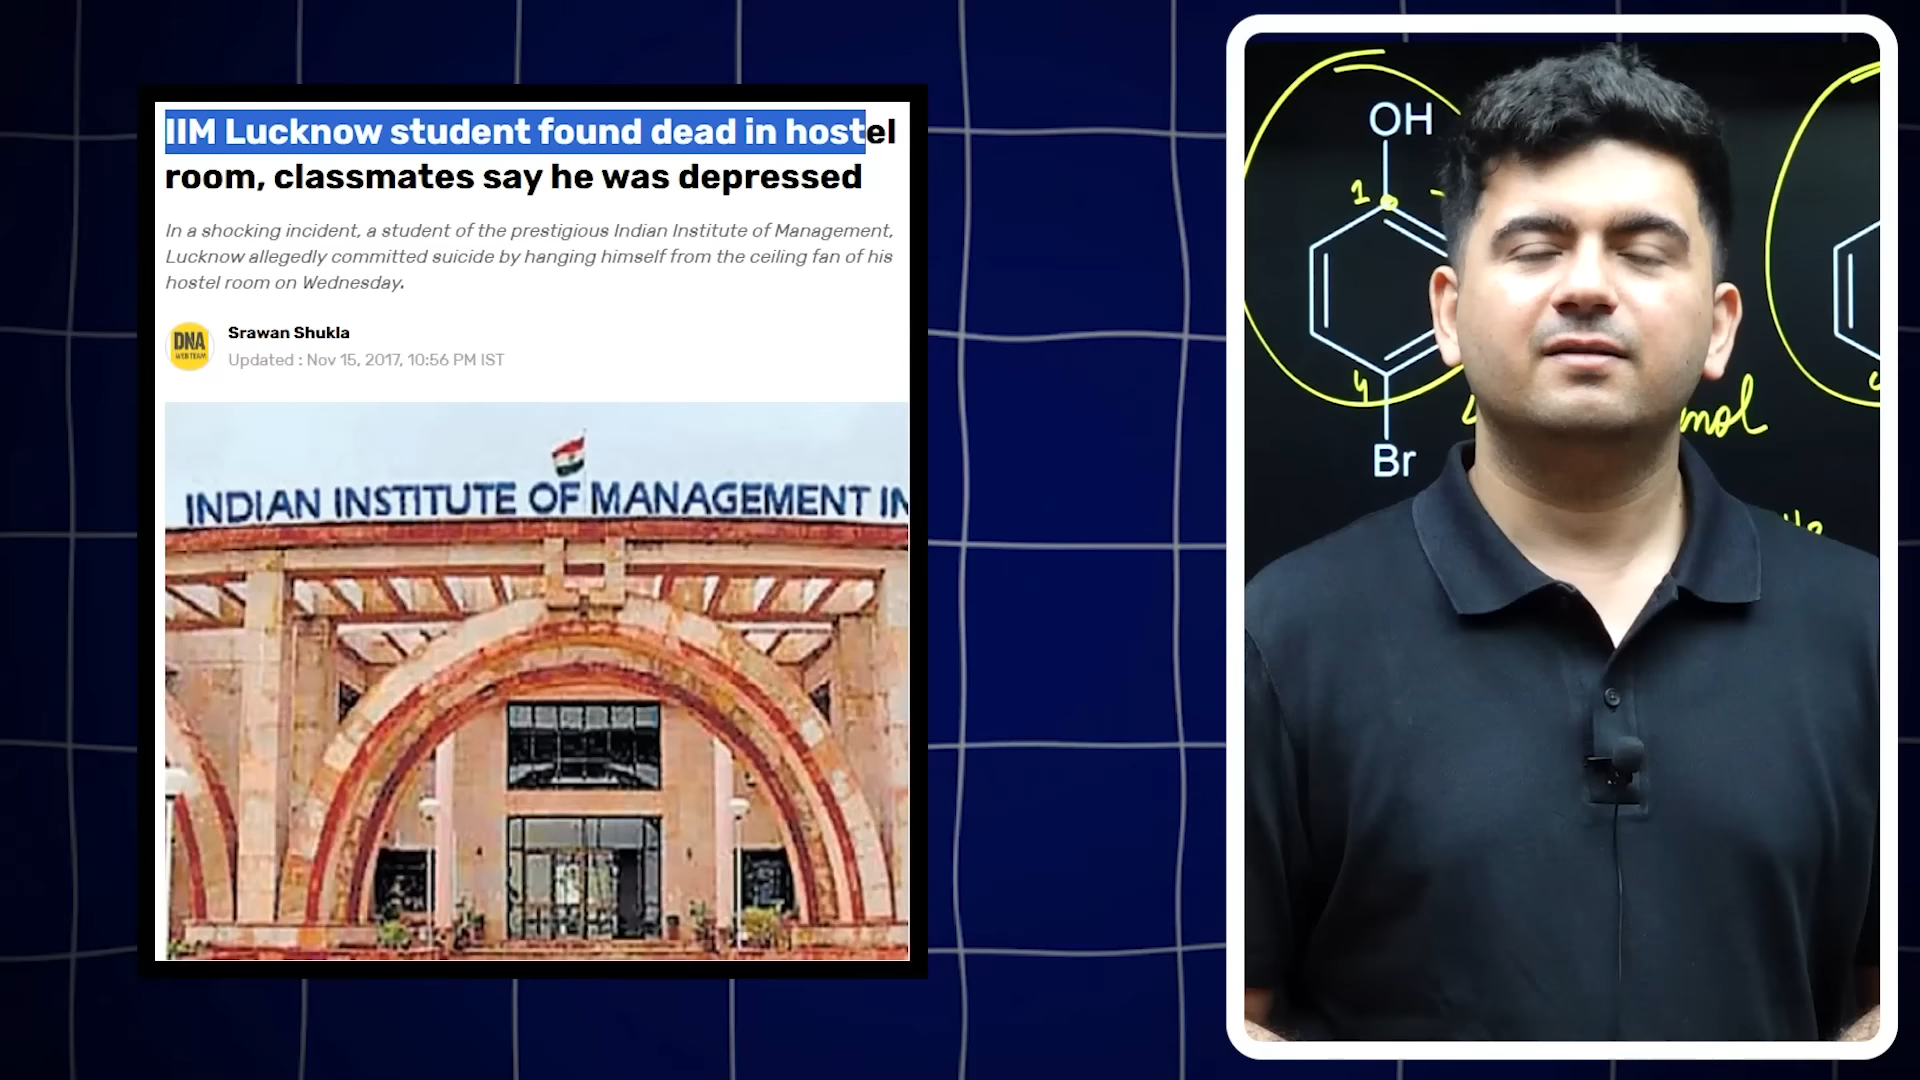 IIM Lucknow student found dead in hostel
room, classmates say he was depressed
In a shocking incident, a student of the prestigious Indian Institute of Management,
Lucknow allegedly committed suicide by hanging himself from the ceiling fan of his
hostel room on Wednesday.
DNA
WEB TEAM
Srawan Shukla
Updated : Nov 15, 2017, 10:56 PM IST
INDIAN INSTITUTE OF MANAGEMENT IN
OH
1
4
Br